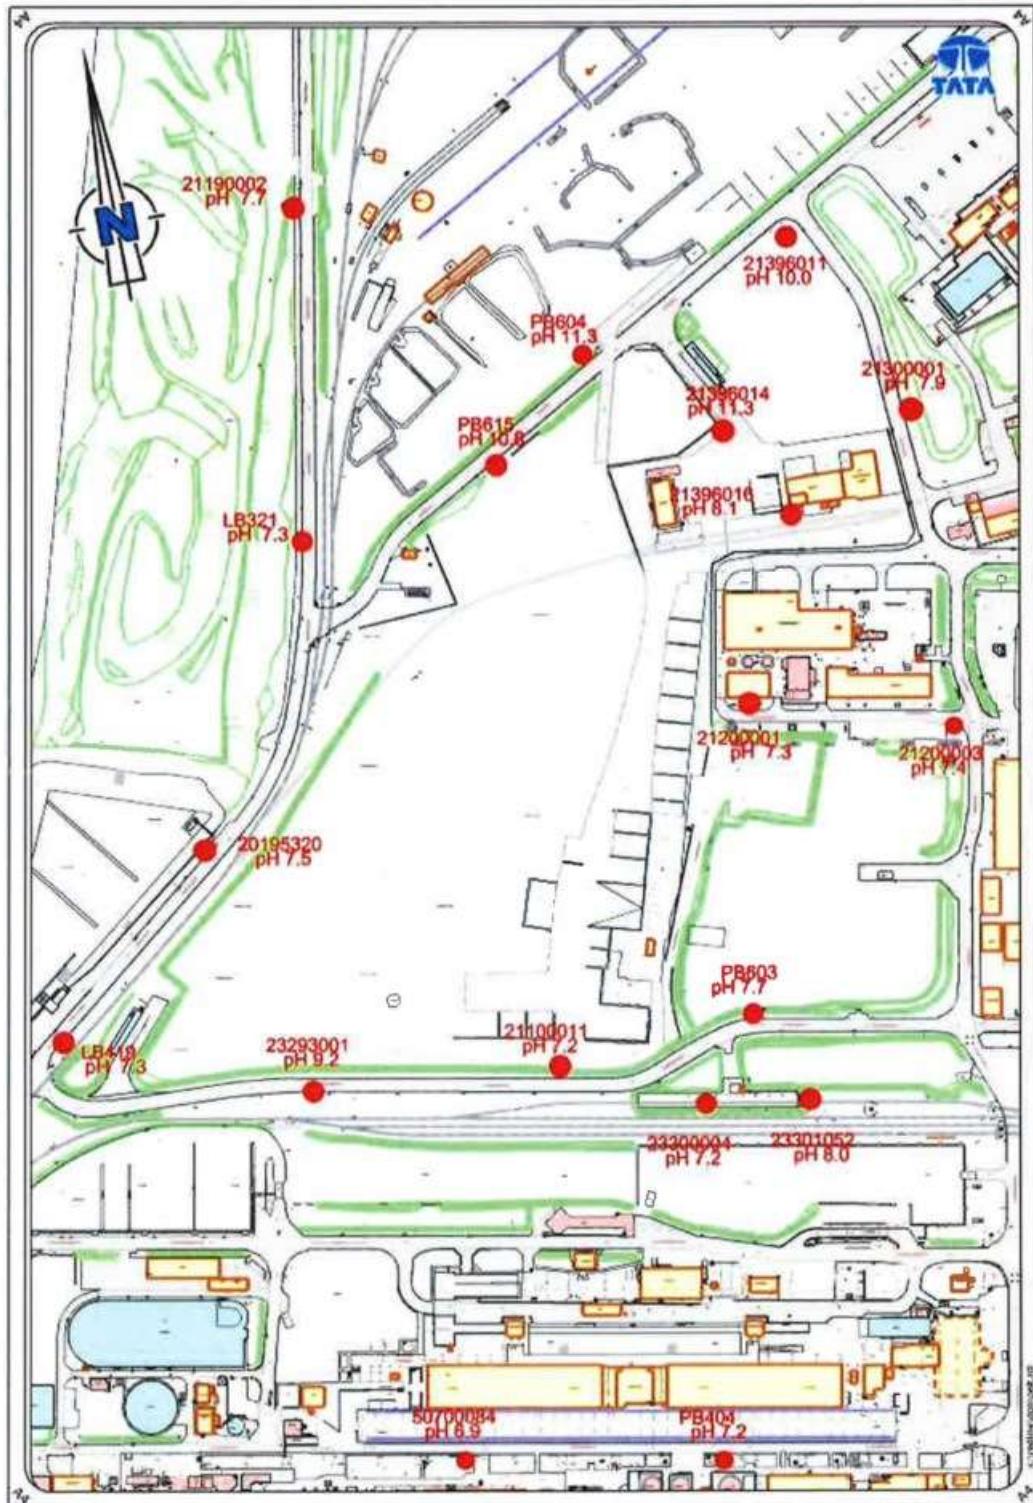 TATA
N
21190002
pH 7.7
21396011
pH 10.0
PB604
pH 11.3
21300001
pH 7.9
21396014
pH 11.3
PB615
pH 10.8
21396016
pH 8.1
LB321
pH 7.3
21200001
pH 7.3
21200003
pH 7.4
20195320
pH 7.5
PB603
pH 7.7
21100011
pH 7.2
23293001
pH 9.2
LB419
pH 7.3
23300004
pH 7.2
23301052
pH 8.0
50700084
pH 6.9
PB404
pH 7.2